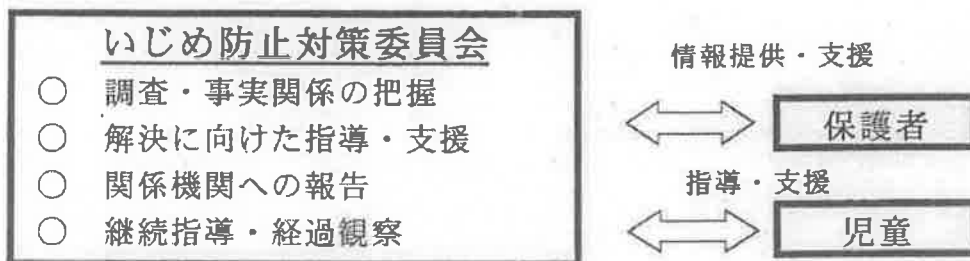 いじめ防止対策委員会
○ 調査・事実関係の把握
○ 解決に向けた指導・支援
○ 関係機関への報告
○ 継続指導・経過観察
情報提供・支援
保護者
指導・支援
児童